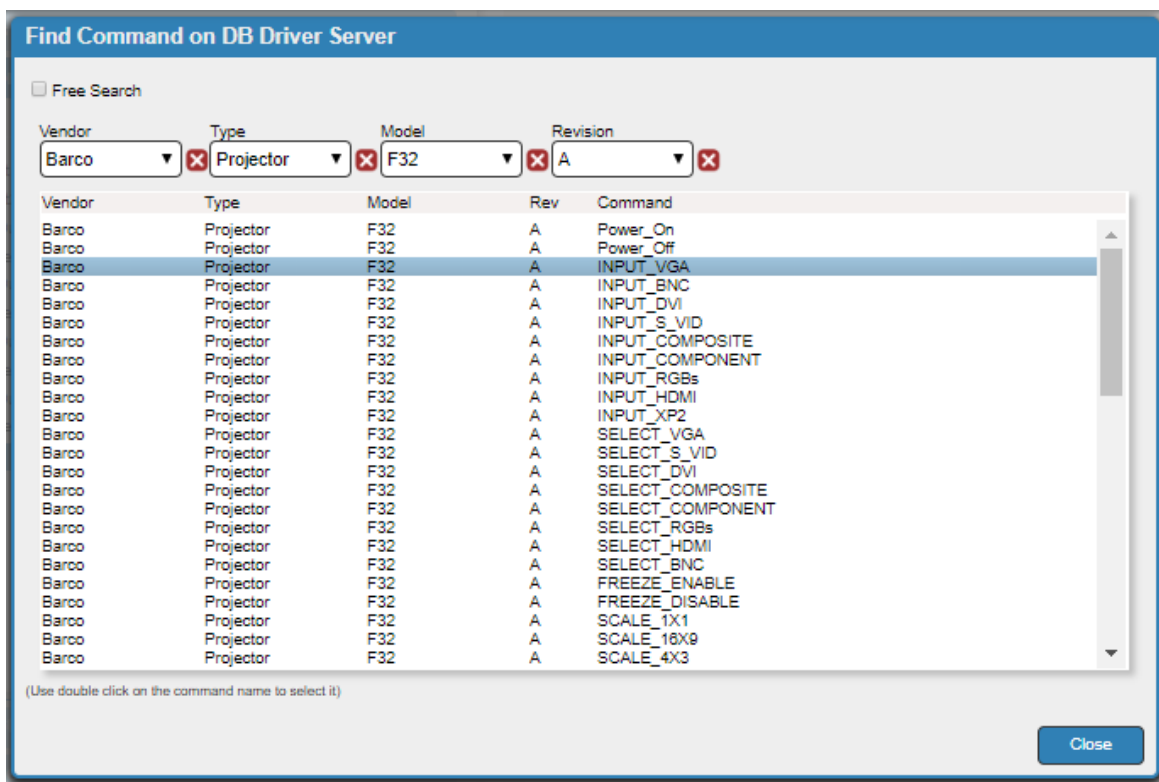 Find Command on DB Driver Server
Free Search
Vendor Type Model Revision
Barco Projector F32 A
Vendor Type Model Rev Command
Barco Projector F32 A Power_On
Barco Projector F32 A Power_Off
Barco Projector F32 A INPUT_VGA
Barco Projector F32 A INPUT_BNC
Barco Projector F32 A INPUT_DVI
Barco Projector F32 A INPUT_S_VID
Barco Projector F32 A INPUT_COMPOSITE
Barco Projector F32 A INPUT_COMPONENT
Barco Projector F32 A INPUT_RGBs
Barco Projector F32 A INPUT_HDMI
Barco Projector F32 A INPUT_XP2
Barco Projector F32 A SELECT_VGA
Barco Projector F32 A SELECT_S_VID
Barco Projector F32 A SELECT_DVI
Barco Projector F32 A SELECT_COMPOSITE
Barco Projector F32 A SELECT_COMPONENT
Barco Projector F32 A SELECT_RGBs
Barco Projector F32 A SELECT_HDMI
Barco Projector F32 A SELECT_BNC
Barco Projector F32 A FREEZE_ENABLE
Barco Projector F32 A FREEZE_DISABLE
Barco Projector F32 A SCALE_1X1
Barco Projector F32 A SCALE_16X9
Barco Projector F32 A SCALE_4X3
(Use double click on the command name to select it)
Close